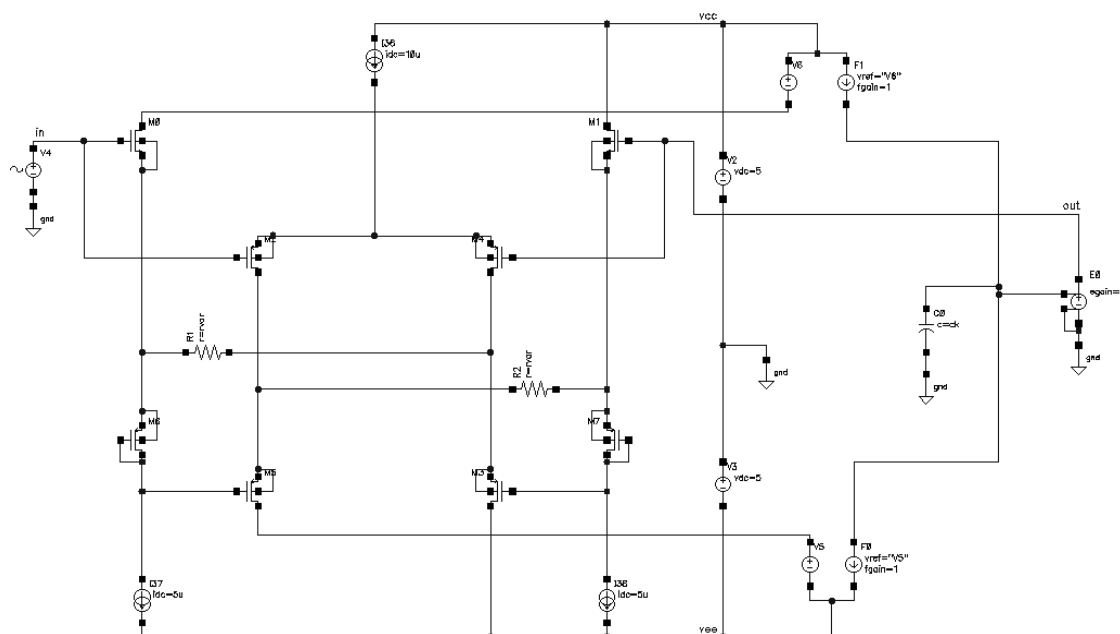 vcc
I36
idc=10u
V6
F1
vref="V6"
fgain=1
M0
M1
in
V4
gnd
V2
vdc=5
out
M2
M4
E0
egain=
C0
c=ck
R1
r=rvar
R2
r=rvar
gnd
gnd
gnd
M6
M7
M5
M3
V3
vdc=5
V5
F0
vref="V5"
fgain=1
I37
idc=5u
I38
idc=5u
vee